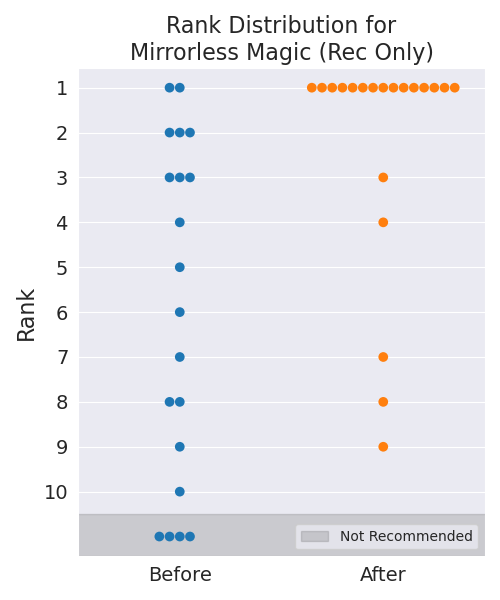 Rank Distribution for
Mirrorless Magic (Rec Only)
Rank
1
2
3
4
5
6
7
8
9
10
Not Recommended
Before
After